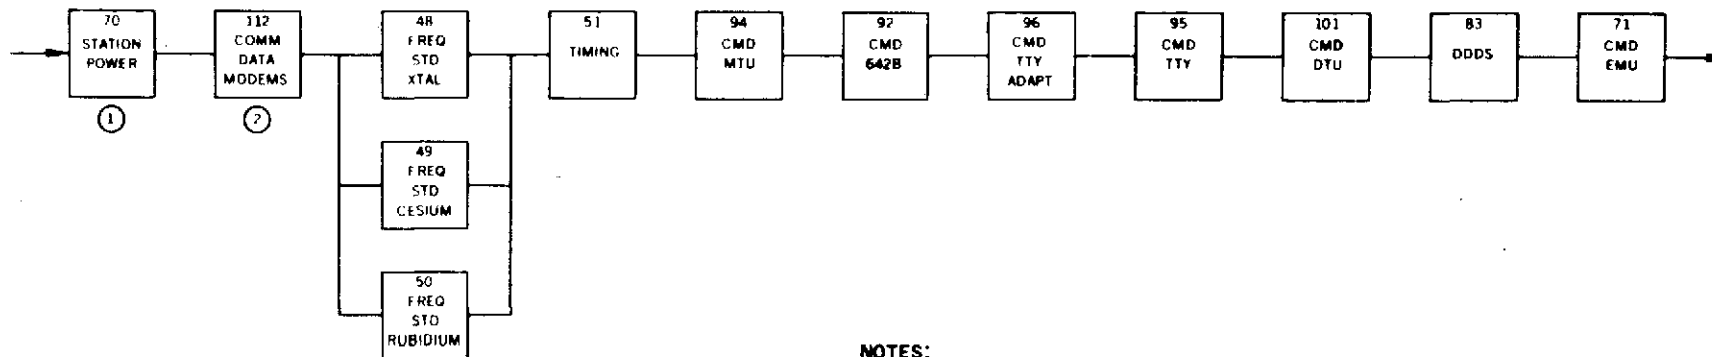 70
STATION
POWER
1
112
COMM
DATA
MODEMS
2
48
FREQ
STD
XTAL
49
FREQ
STD
CESIUM
50
FREQ
STD
RUBIDIUM
51
TIMING
94
CMD
MTU
92
CMD
642B
96
CMD
TTY
ADAPT
95
CMD
TTY
101
CMD
DTU
83
DDDS
71
CMD
EMU
NOTES: